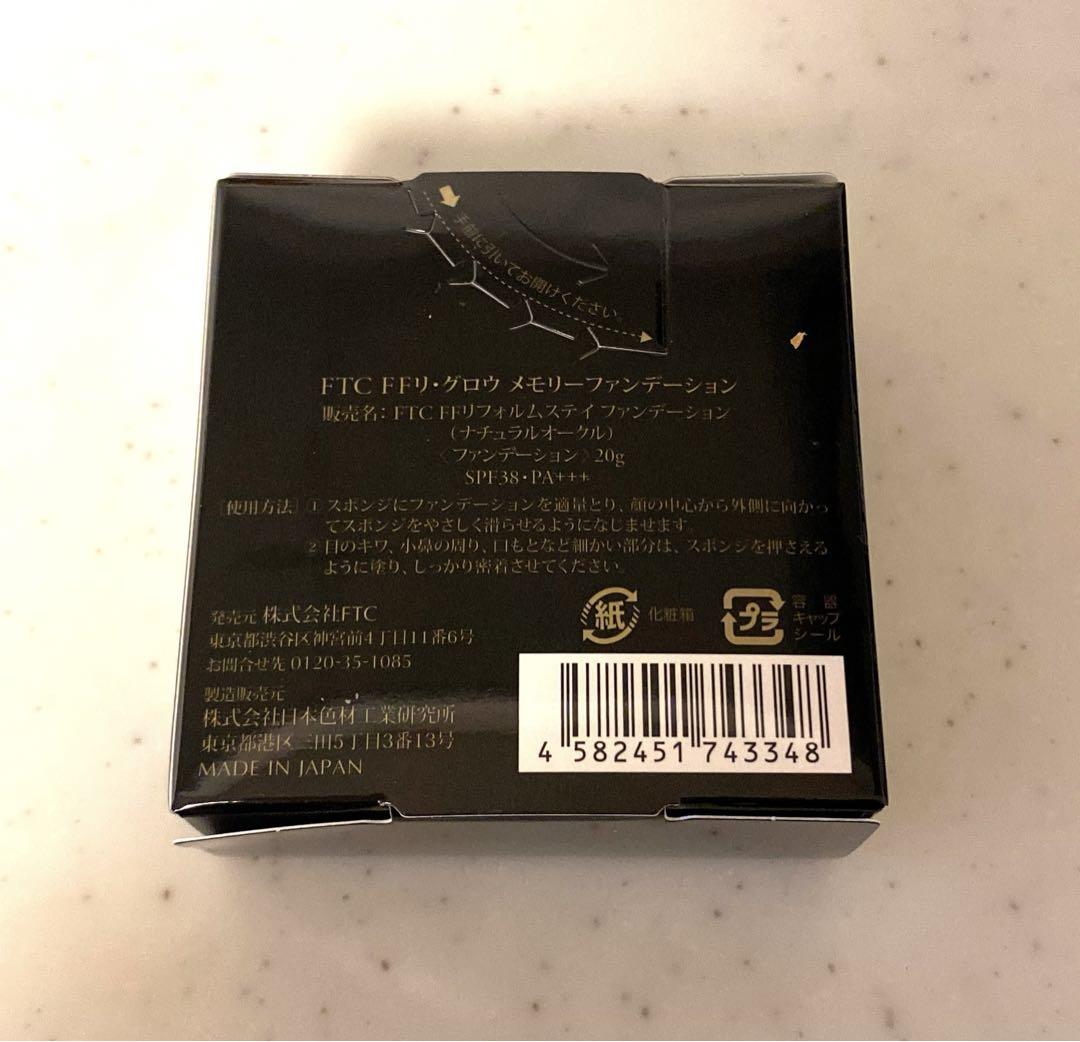 手前に引いてお開けください。
FTC FFリ・グロウ メモリーファンデーション
販売名：FTC FFリフォルムステイ ファンデーション
（ナチュラルオークル）
〈ファンデーション〉20g
SPF38・PA+++
［使用方法］① スポンジにファンデーションを適量とり、顔の中心から外側に向かっ
てスポンジをやさしく滑らせるようになじませます。
② 目のキワ、小鼻の周り、口もとなど細かい部分は、スポンジを押さえる
ように塗り、しっかり密着させてください。
発売元 株式会社FTC
東京都渋谷区神宮前4丁目11番6号
お問合せ先 0120-35-1085
製造販売元
株式会社日本色材工業研究所
東京都港区三田5丁目3番13号
MADE IN JAPAN
紙 化粧箱
プラ 容器
キャップ
シール
4 582451 743348